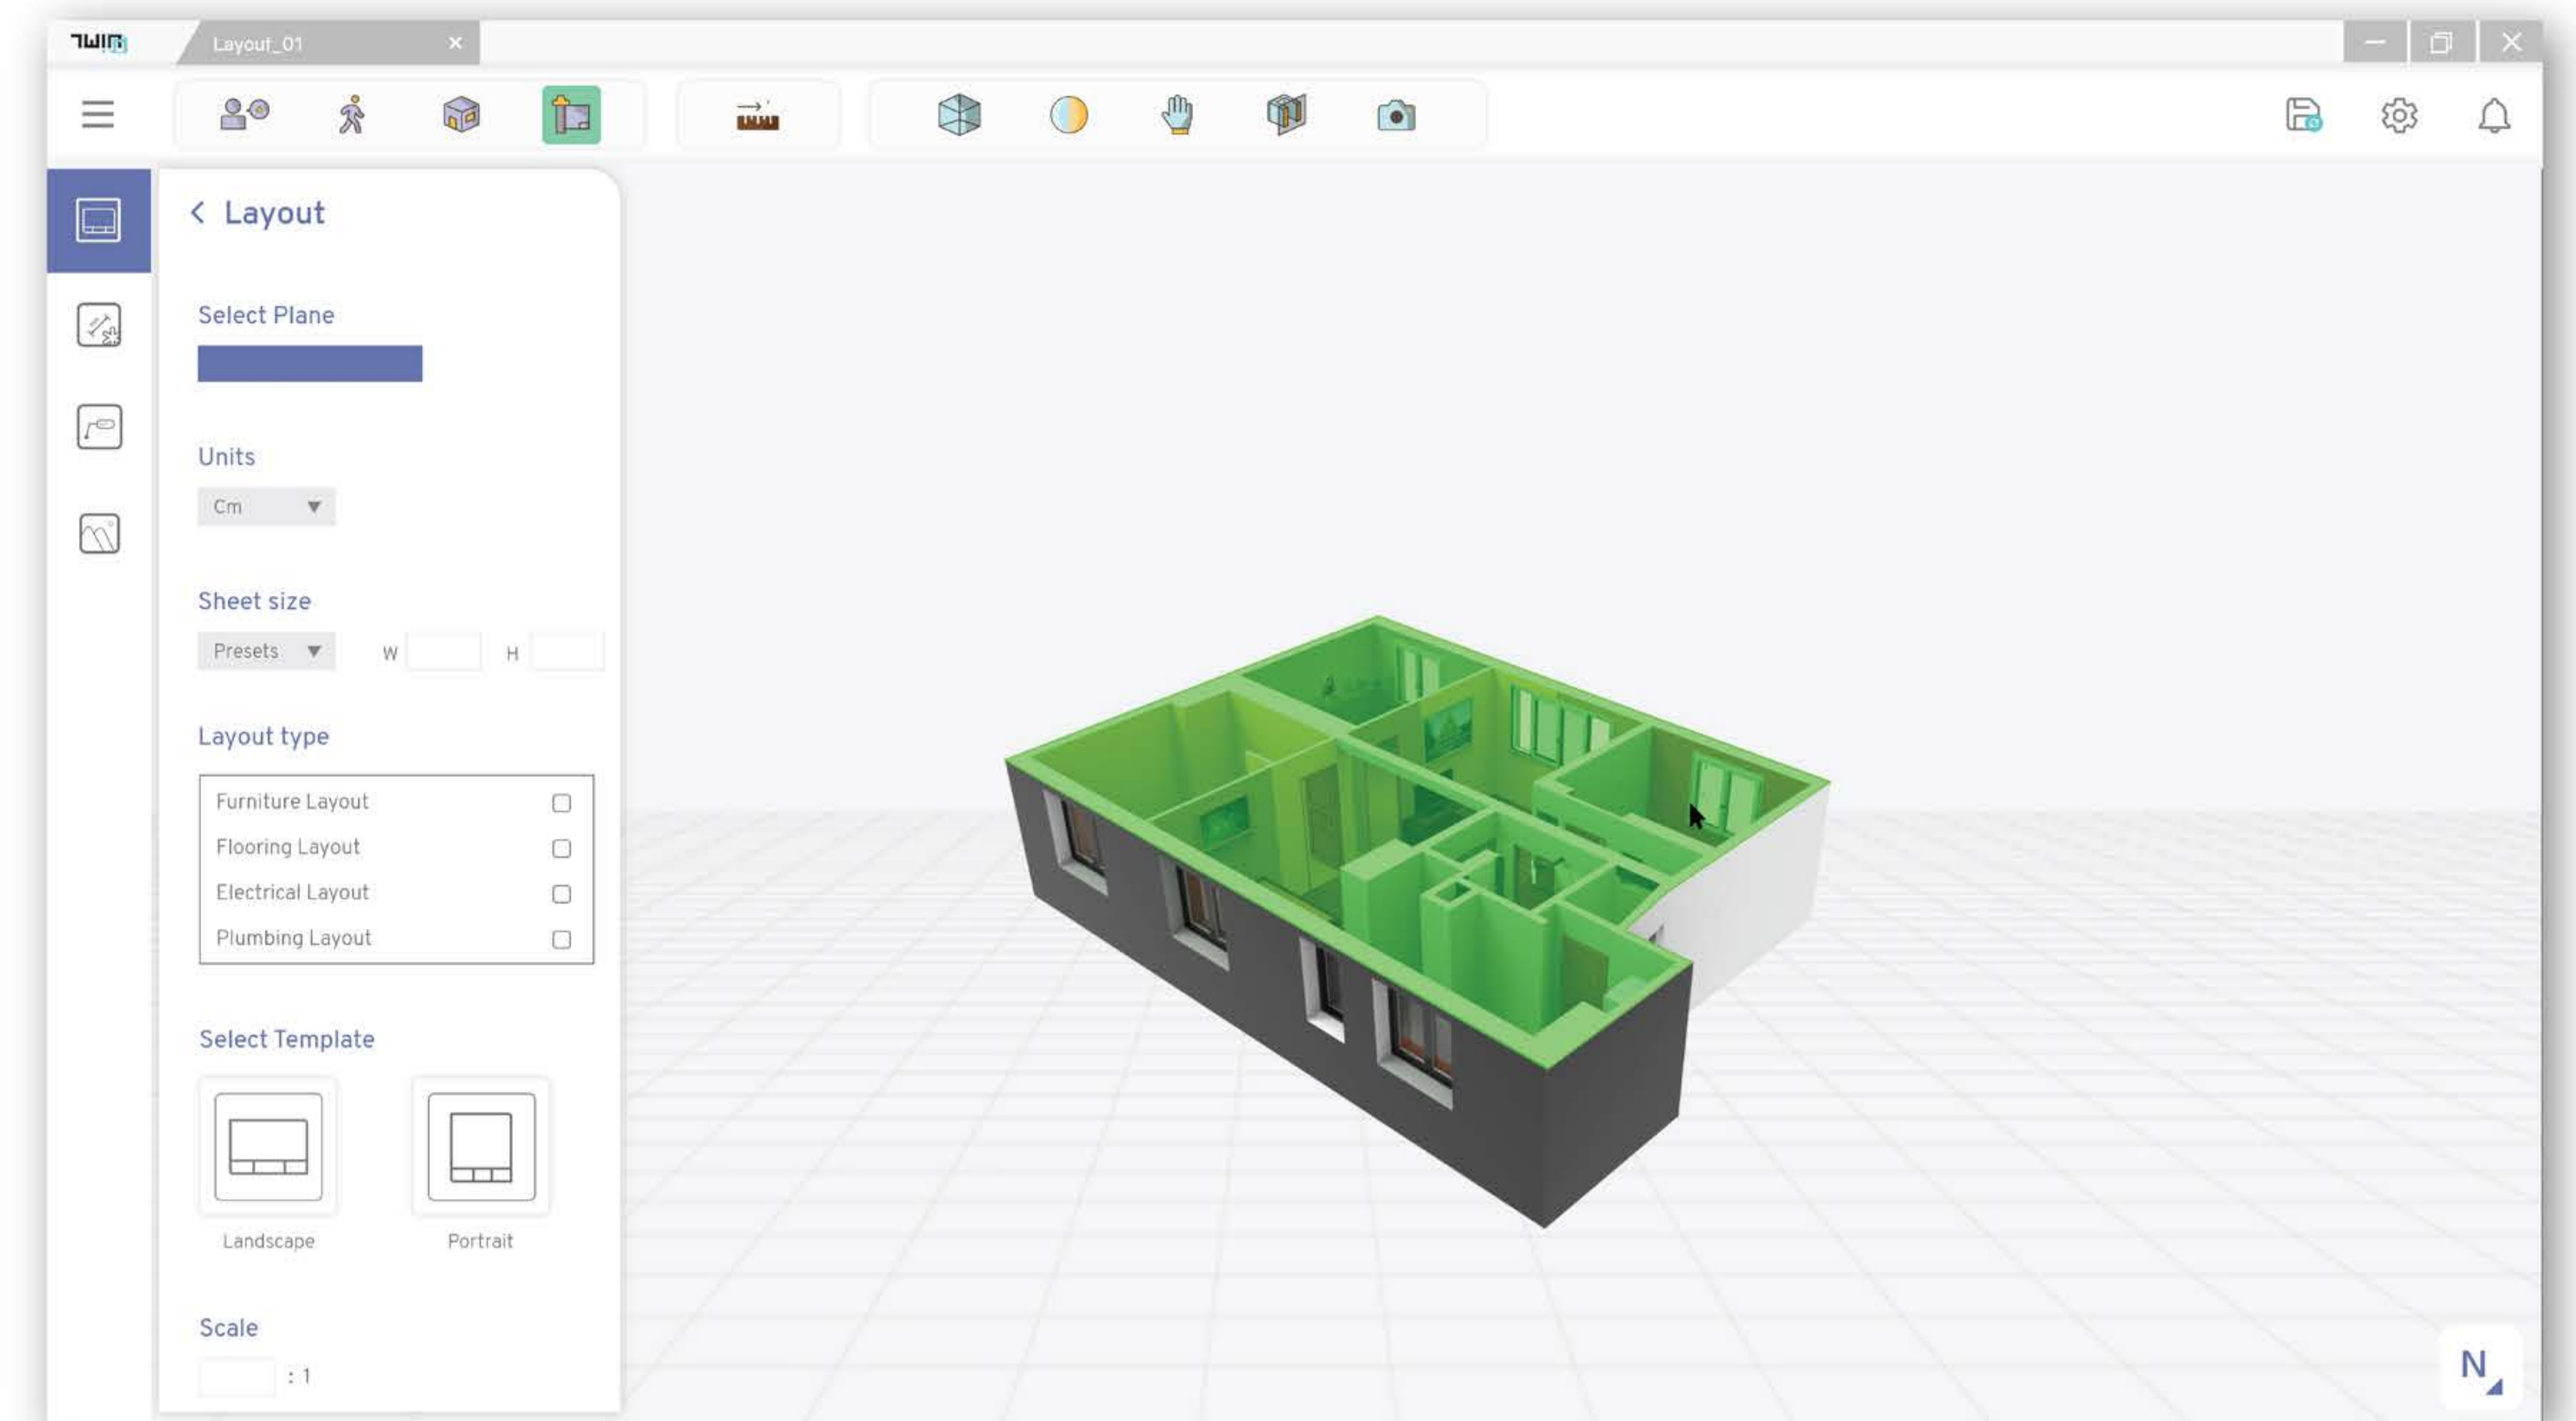 TWIN
Layout_01
Layout
Select Plane
Units
Cm
Sheet size
Presets W H
Layout type
Furniture Layout
Flooring Layout
Electrical Layout
Plumbing Layout
Select Template
Landscape Portrait
Scale
: 1
N